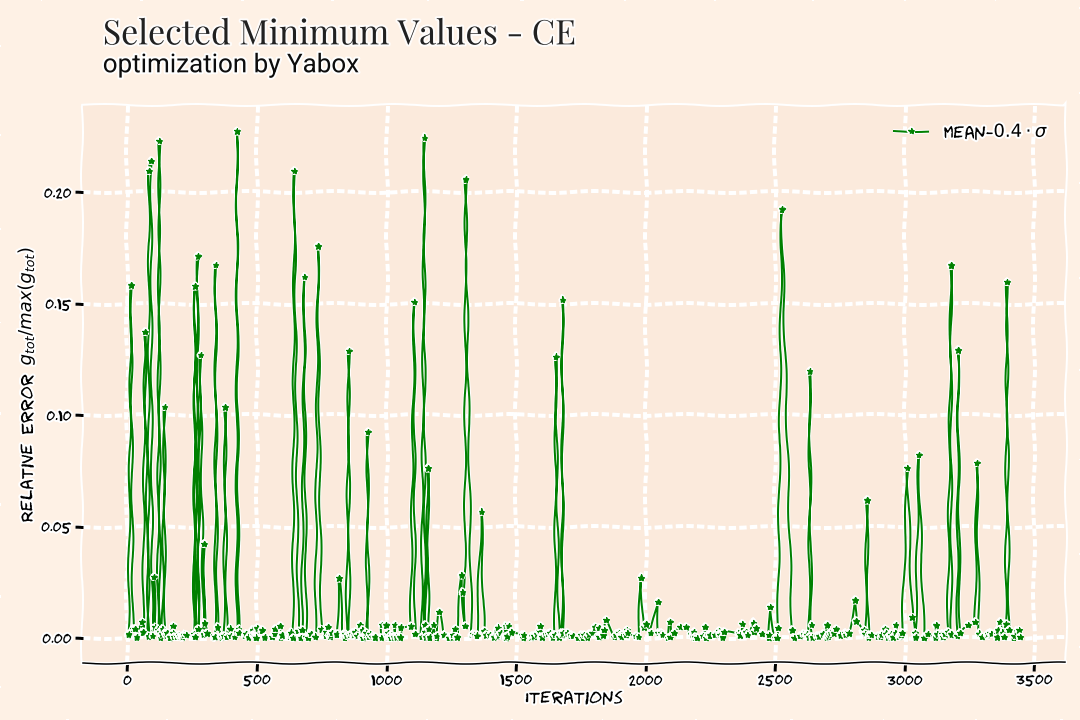 Selected Minimum Values - CE
optimization by Yabox
MEAN-0.4 · σ
0.20
0.15
0.10
0.05
0.00
RELATIVE ERROR g_tot/max(g_tot)
0 500 1000 1500 2000 2500 3000 3500
ITERATIONS